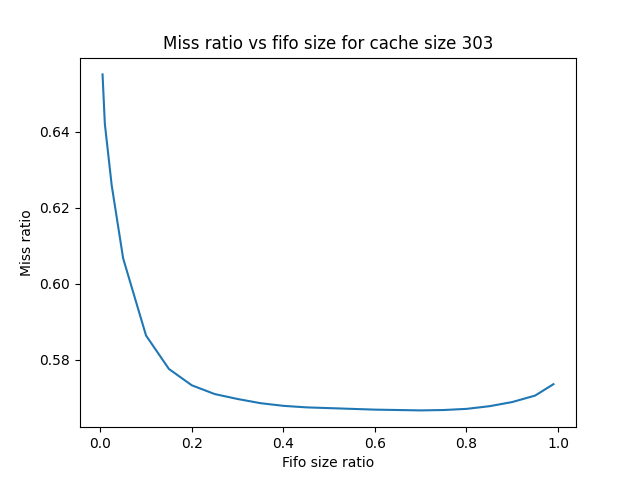 Miss ratio vs fifo size for cache size 303
0.64
0.62
0.60
0.58
Miss ratio
0.0 0.2 0.4 0.6 0.8 1.0
Fifo size ratio